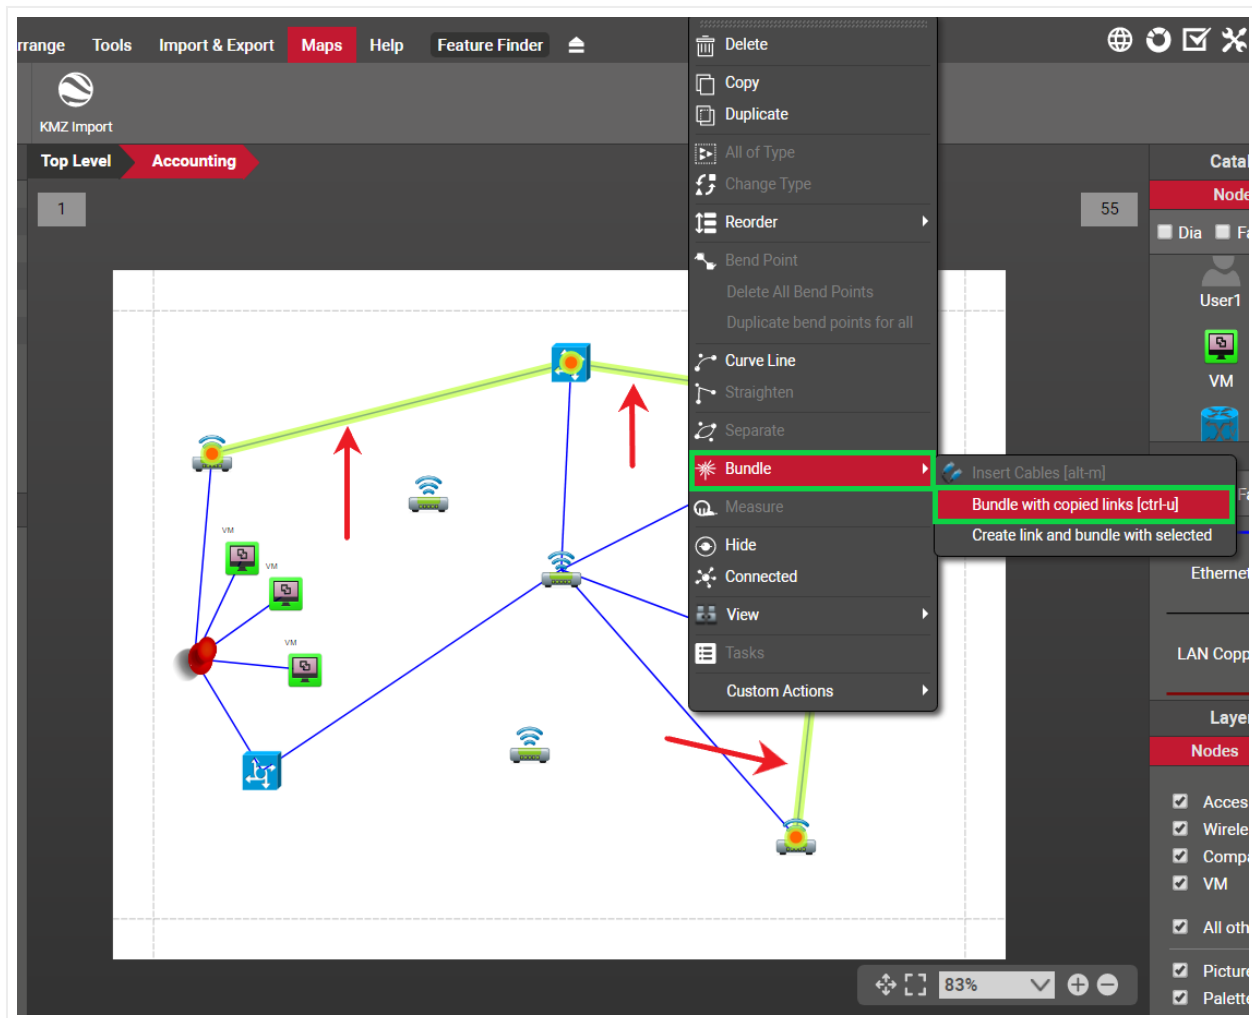 rrange Tools Import & Export Maps Help Feature Finder
KMZ Import
Top Level Accounting
1
55
Delete
Copy
Duplicate
All of Type
Change Type
Reorder
Bend Point
Delete All Bend Points
Duplicate bend points for all
Curve Line
Straighten
Separate
Bundle
Measure
Hide
Connected
View
Tasks
Custom Actions
Insert Cables [alt-m]
Bundle with copied links [ctrl-u]
Create link and bundle with selected
VM
VM
VM
83%
Catal
Node
Dia Fa
User1
VM
Fa
Ethernet
LAN Copp
Layer
Nodes
Acces
Wirele
Compa
VM
All oth
Picture
Palette